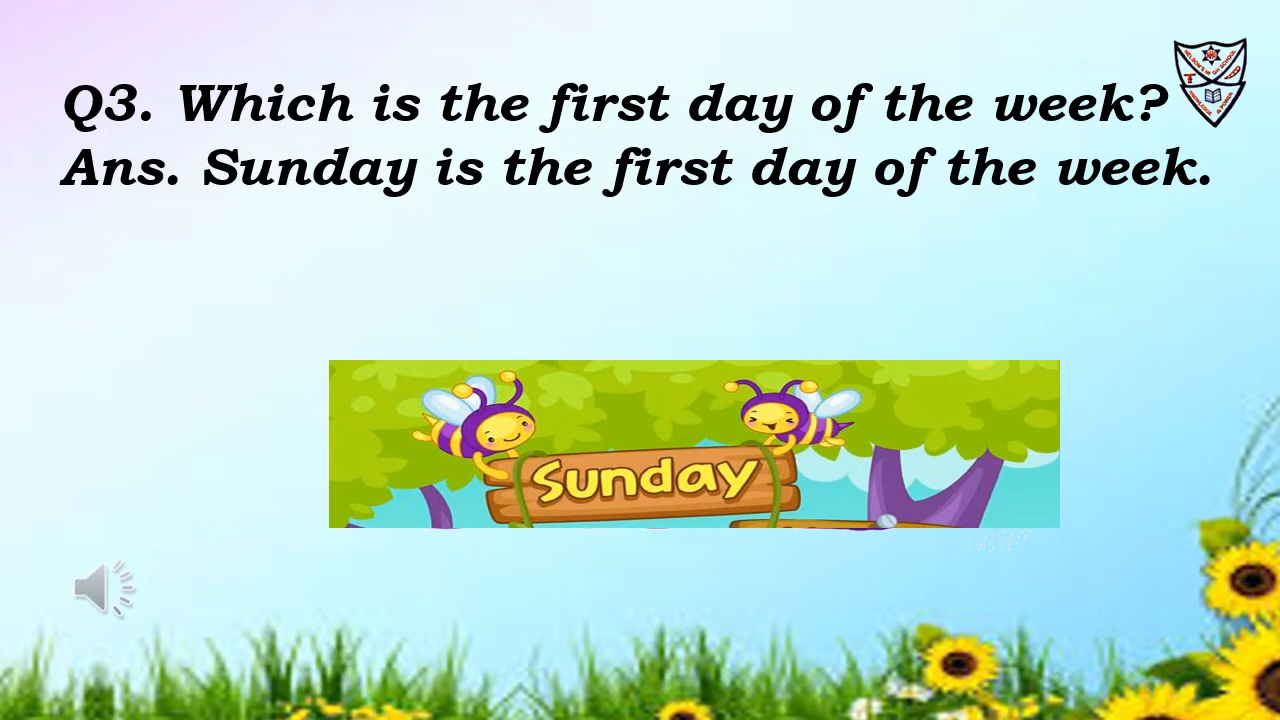 Q3. Which is the first day of the week?
Ans. Sunday is the first day of the week.
Sunday